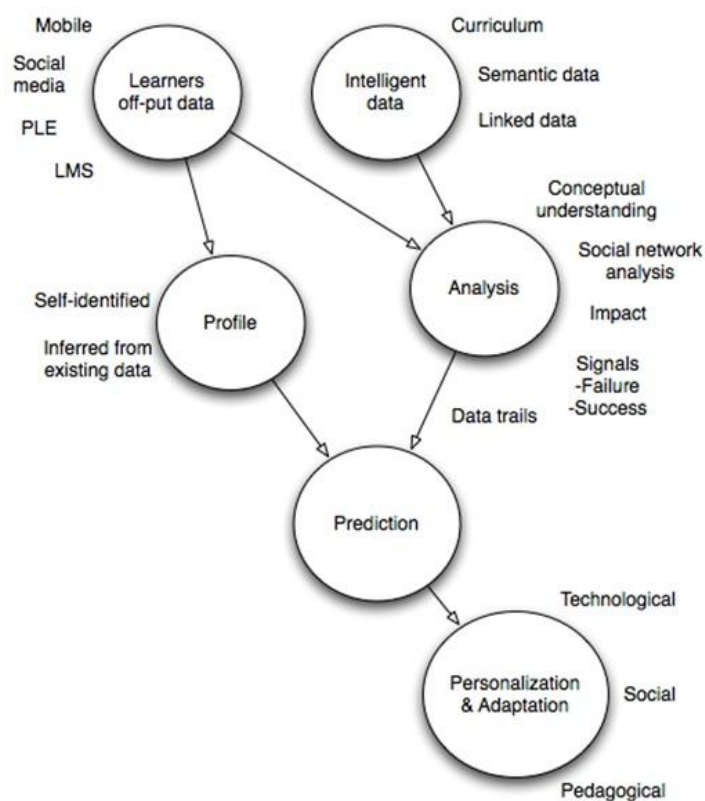 Mobile
Social
media
PLE
LMS
Learners
off-put data
Intelligent
data
Curriculum
Semantic data
Linked data
Conceptual
understanding
Social network
analysis
Impact
Signals
-Failure
-Success
Analysis
Self-identified
Inferred from
existing data
Profile
Data trails
Prediction
Technological
Personalization
& Adaptation
Social
Pedagogical